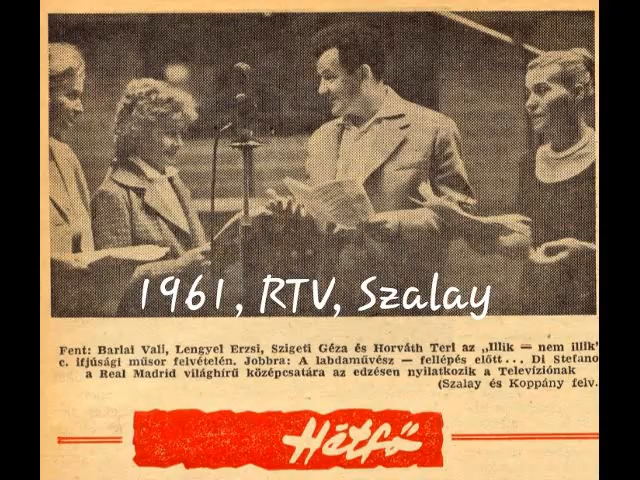 1961, RTV, Szalay
Fent: Barlai Vali, Lengyel Erzsi, Szigeti Géza és Horváth Teri az „Illik — nem illik"
c. ifjúsági műsor felvételén. Jobbra: A labdaművész — fellépés előtt... Di Stefano
a Real Madrid világhírű középcsatára az edzésen nyilatkozik a Televíziónak
(Szalay és Koppány felv.
Hétfő